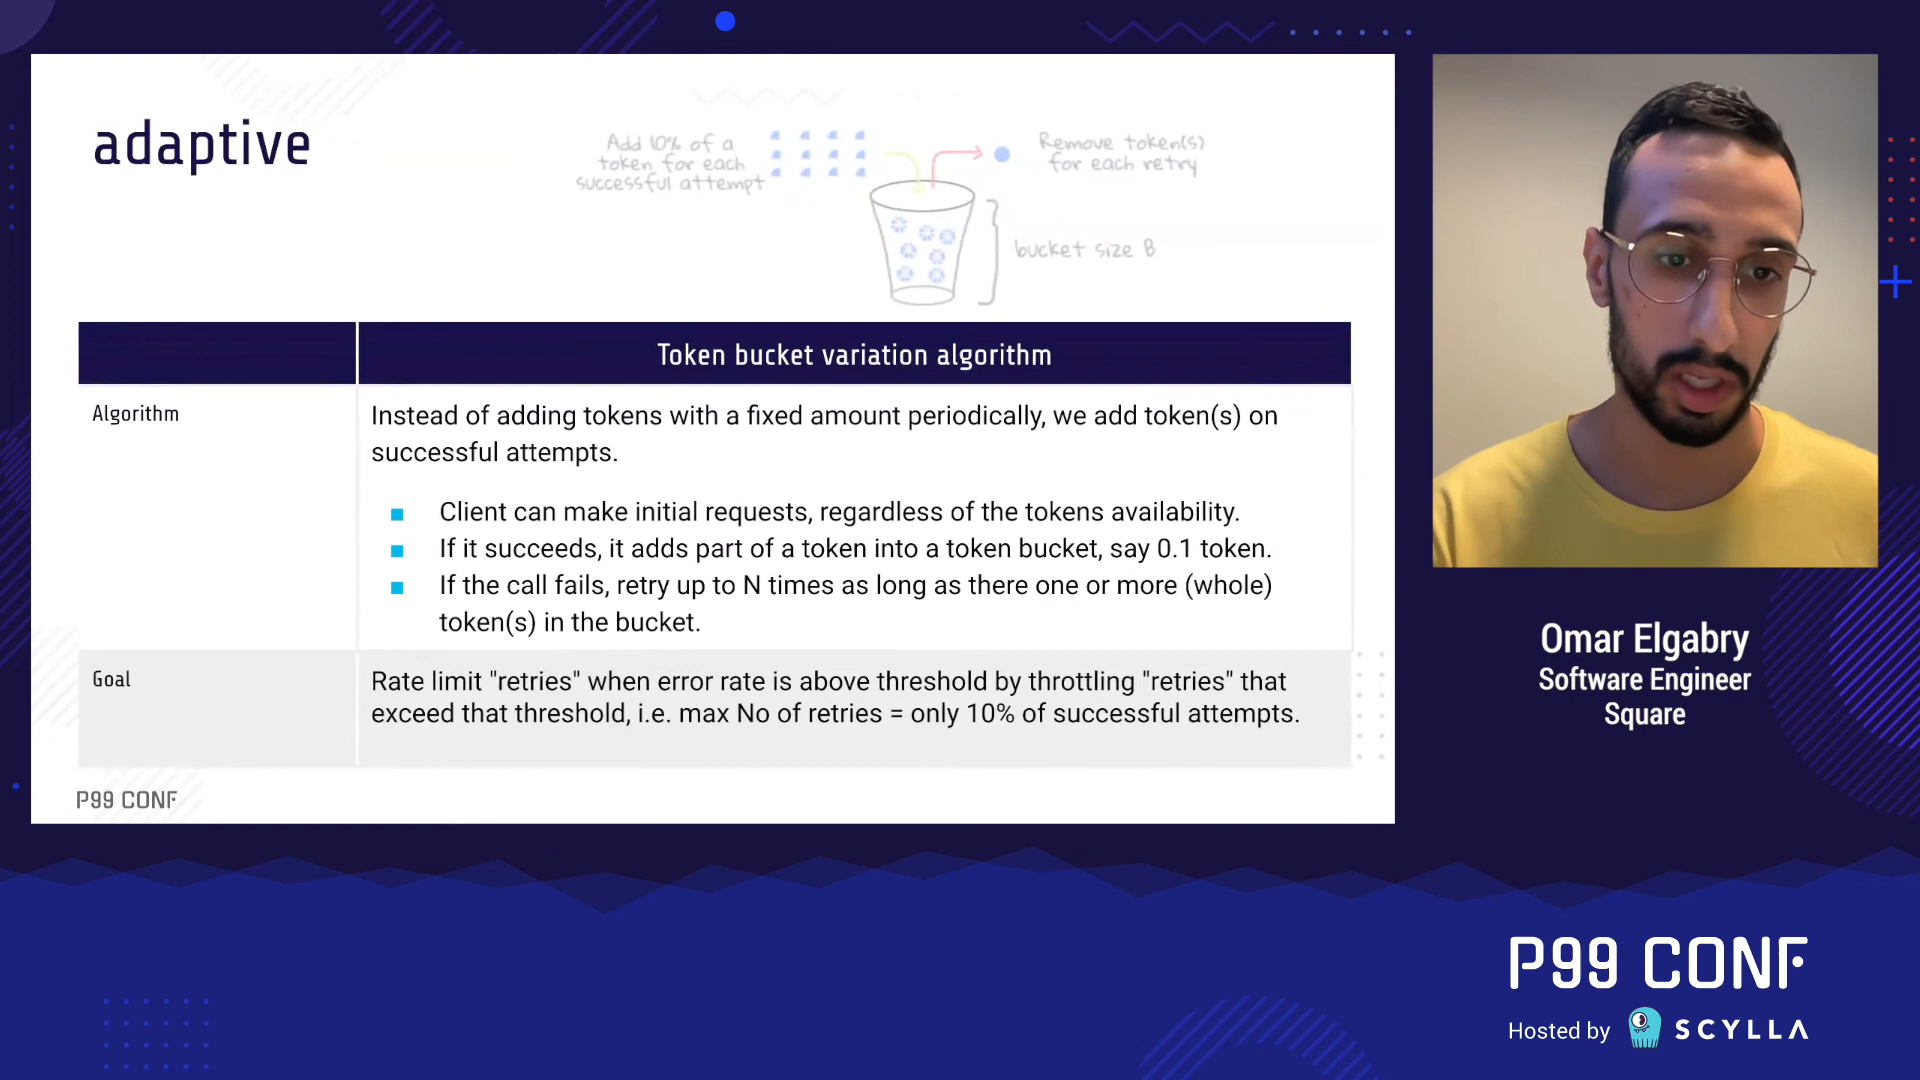 adaptive
Add 10% of a
token for each
successful attempt
Remove token(s)
for each retry
bucket size B
Token bucket variation algorithm
Algorithm
Instead of adding tokens with a fixed amount periodically, we add token(s) on
successful attempts.
Client can make initial requests, regardless of the tokens availability.
If it succeeds, it adds part of a token into a token bucket, say 0.1 token.
If the call fails, retry up to N times as long as there one or more (whole)
token(s) in the bucket.
Goal
Rate limit "retries" when error rate is above threshold by throttling "retries" that
exceed that threshold, i.e. max No of retries = only 10% of successful attempts.
P99 CONF
Omar Elgabry
Software Engineer
Square
P99 CONF
Hosted by SCYLLA